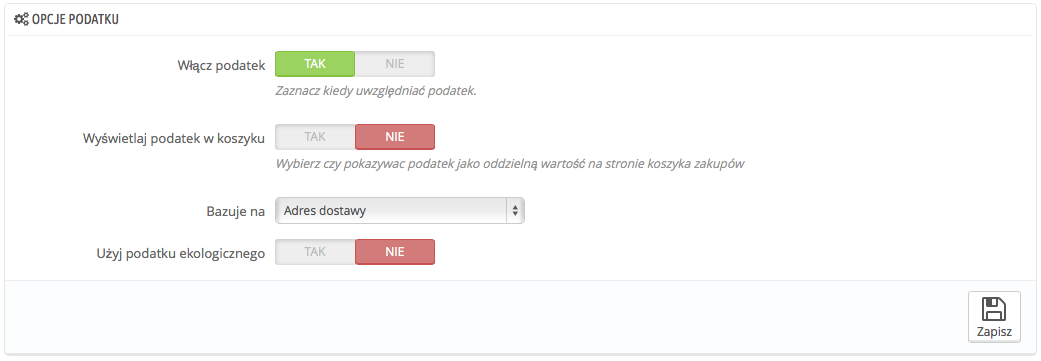 OPCJE PODATKU
Włącz podatek TAK NIE
Zaznacz kiedy uwzględniać podatek.
Wyświetlaj podatek w koszyku TAK NIE
Wybierz czy pokazywac podatek jako oddzielną wartość na stronie koszyka zakupów
Bazuje na Adres dostawy
Użyj podatku ekologicznego TAK NIE
Zapisz